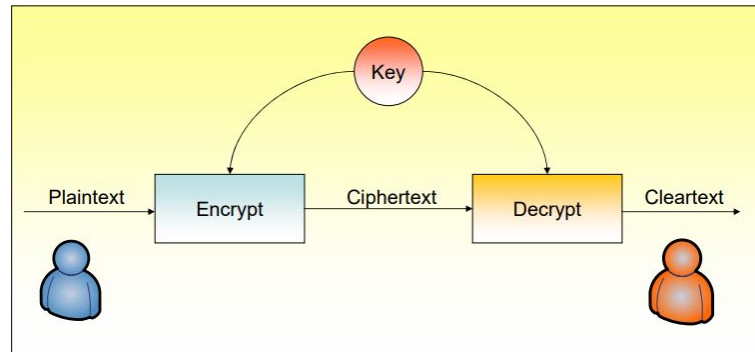 Key
Plaintext
Encrypt
Ciphertext
Decrypt
Cleartext